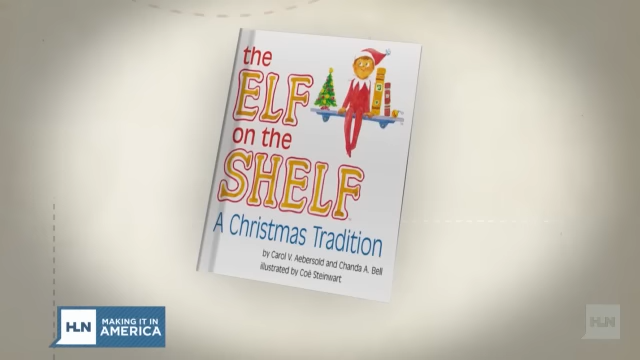 the
ELF
on the
SHELF
A Christmas Tradition
by Carol V. Aebersold and Chanda A. Bell
illustrated by Coë Steinwart
HLN MAKING IT IN
AMERICA
HLN